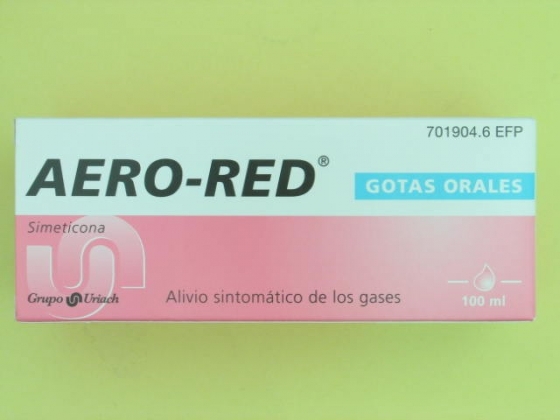 701904.6 EFP
AERO-RED®
GOTAS ORALES
Simeticona
Grupo Uriach
Alivio sintomático de los gases
100 ml